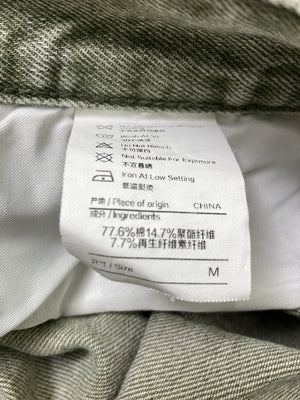 Wash At 30
Do Not Bleach
不可漂白
Not Suitable For Exposure
不宜暴晒
Iron At Low Setting
低温熨烫
产地 / Place of origin CHINA
成分 / Ingredients
77.6%棉14.7%聚酯纤维
7.7%再生纤维素纤维
尺寸 / Size M